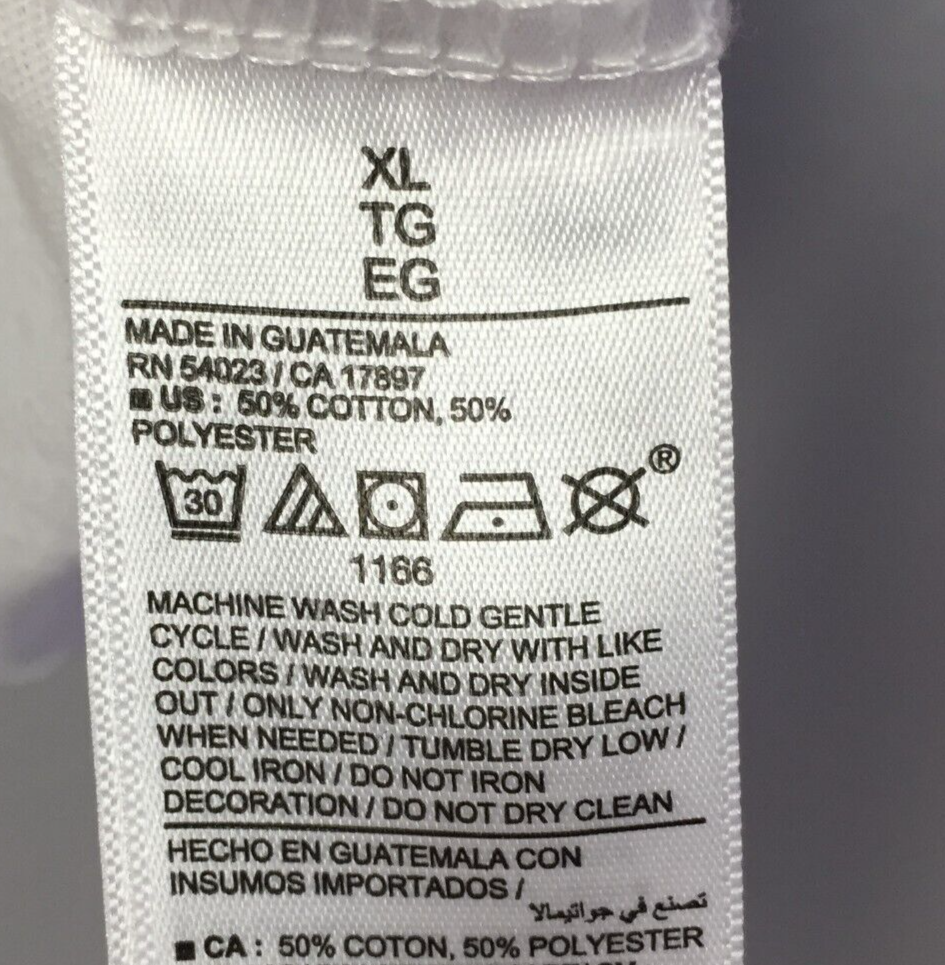 XL
TG
EG
MADE IN GUATEMALA
RN 54023 / CA 17897
■ US : 50% COTTON, 50%
POLYESTER
30
®
1166
MACHINE WASH COLD GENTLE
CYCLE / WASH AND DRY WITH LIKE
COLORS / WASH AND DRY INSIDE
OUT / ONLY NON-CHLORINE BLEACH
WHEN NEEDED / TUMBLE DRY LOW /
COOL IRON / DO NOT IRON
DECORATION / DO NOT DRY CLEAN
HECHO EN GUATEMALA CON
INSUMOS IMPORTADOS /
تصنع في جواتيمالا
■ CA : 50% COTON, 50% POLYESTER